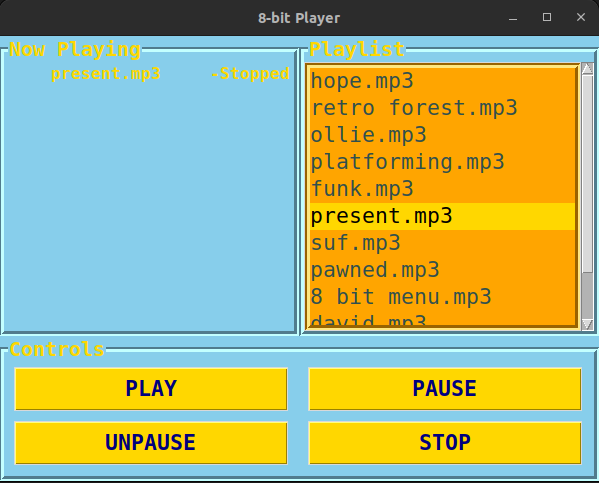 8-bit Player
Now Playing
present.mp3 -Stopped
Playlist
hope.mp3
retro forest.mp3
ollie.mp3
platforming.mp3
funk.mp3
present.mp3
suf.mp3
pawned.mp3
8 bit menu.mp3
david.mp3
Controls
PLAY
PAUSE
UNPAUSE
STOP